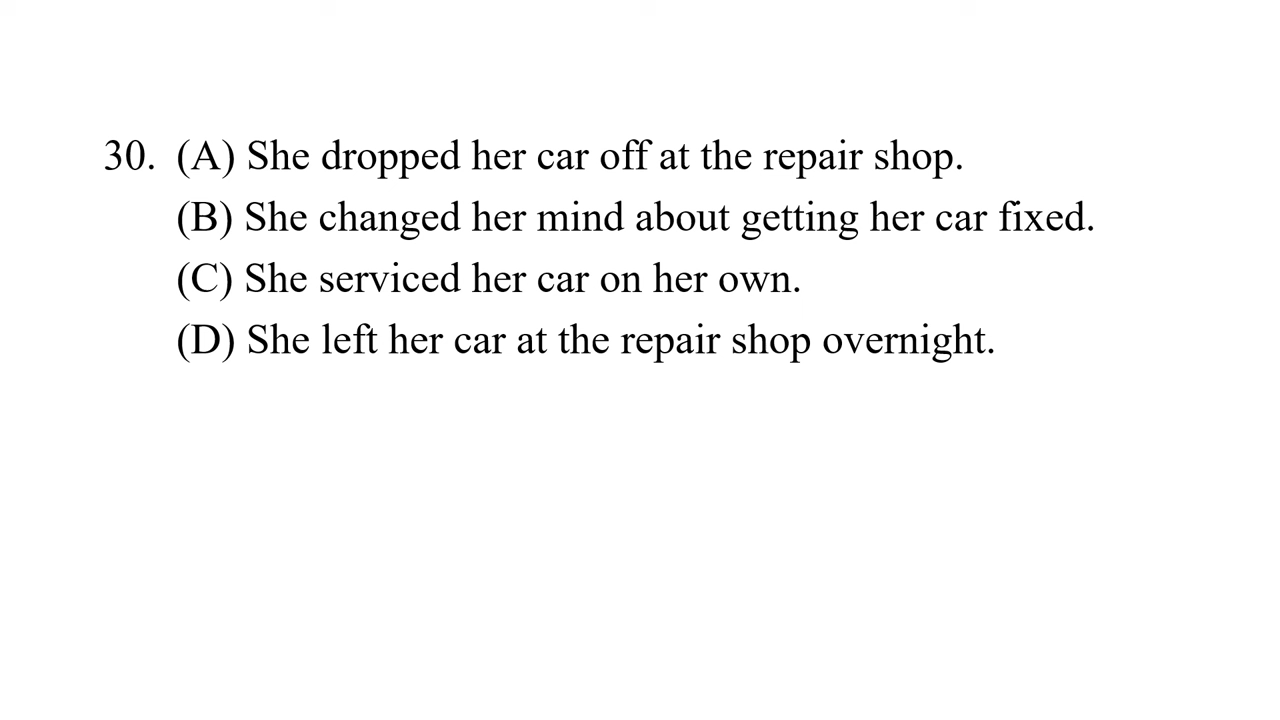 30. (A) She dropped her car off at the repair shop.
(B) She changed her mind about getting her car fixed.
(C) She serviced her car on her own.
(D) She left her car at the repair shop overnight.